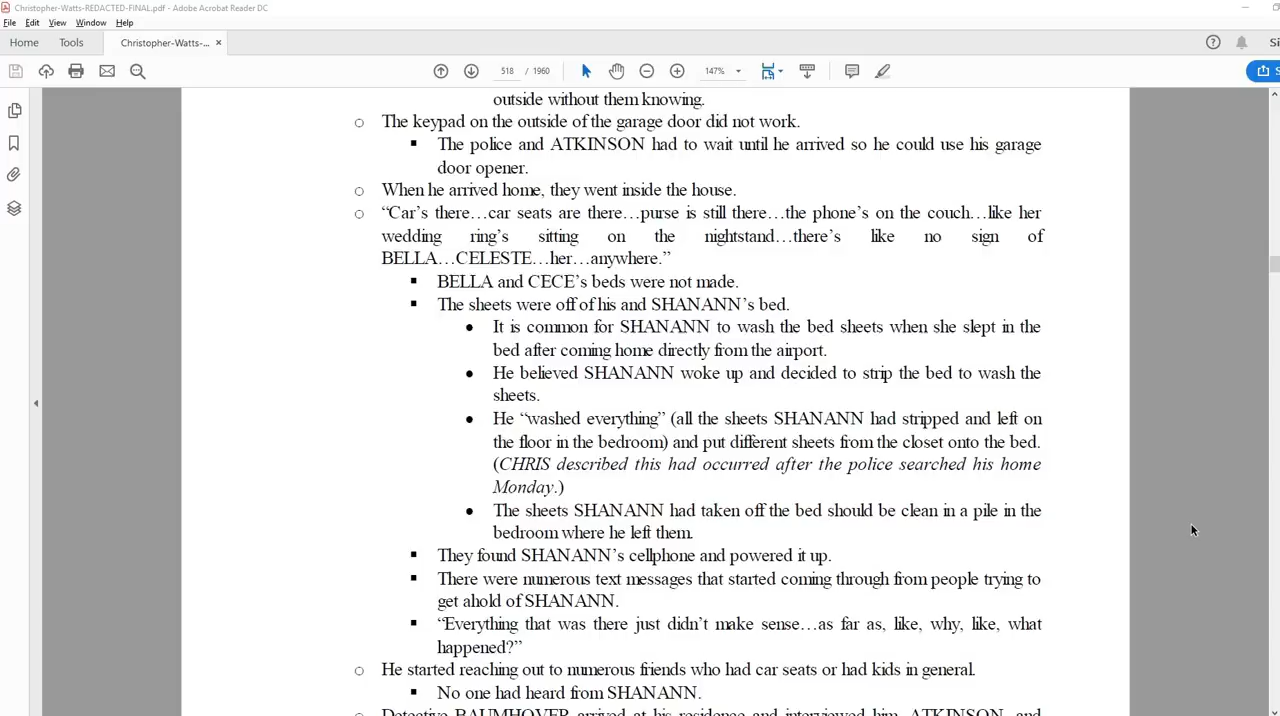 Christopher-Watts-REDACTED-FINAL.pdf - Adobe Acrobat Reader DC
File Edit View Window Help
Home Tools Christopher-Watts-... ×
518 / 1960 147%
outside without them knowing.
○ The keypad on the outside of the garage door did not work.
▪ The police and ATKINSON had to wait until he arrived so he could use his garage
door opener.
○ When he arrived home, they went inside the house.
○ “Car’s there…car seats are there…purse is still there…the phone’s on the couch…like her
wedding ring’s sitting on the nightstand…there’s like no sign of
BELLA…CELESTE…her…anywhere.”
▪ BELLA and CECE’s beds were not made.
▪ The sheets were off of his and SHANANN’s bed.
● It is common for SHANANN to wash the bed sheets when she slept in the
bed after coming home directly from the airport.
● He believed SHANANN woke up and decided to strip the bed to wash the
sheets.
● He “washed everything” (all the sheets SHANANN had stripped and left on
the floor in the bedroom) and put different sheets from the closet onto the bed.
(CHRIS described this had occurred after the police searched his home
Monday.)
● The sheets SHANANN had taken off the bed should be clean in a pile in the
bedroom where he left them.
▪ They found SHANANN’s cellphone and powered it up.
▪ There were numerous text messages that started coming through from people trying to
get ahold of SHANANN.
▪ “Everything that was there just didn’t make sense…as far as, like, why, like, what
happened?”
○ He started reaching out to numerous friends who had car seats or had kids in general.
▪ No one had heard from SHANANN.
○ Detective BAUMHOVER arrived at his residence and interviewed him, ATKINSON, and